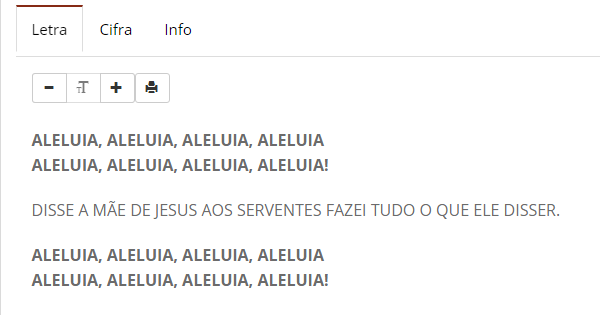 Letra Cifra Info
- T T +
ALELUIA, ALELUIA, ALELUIA, ALELUIA
ALELUIA, ALELUIA, ALELUIA, ALELUIA!
DISSE A MÃE DE JESUS AOS SERVENTES FAZEI TUDO O QUE ELE DISSER.
ALELUIA, ALELUIA, ALELUIA, ALELUIA
ALELUIA, ALELUIA, ALELUIA, ALELUIA!